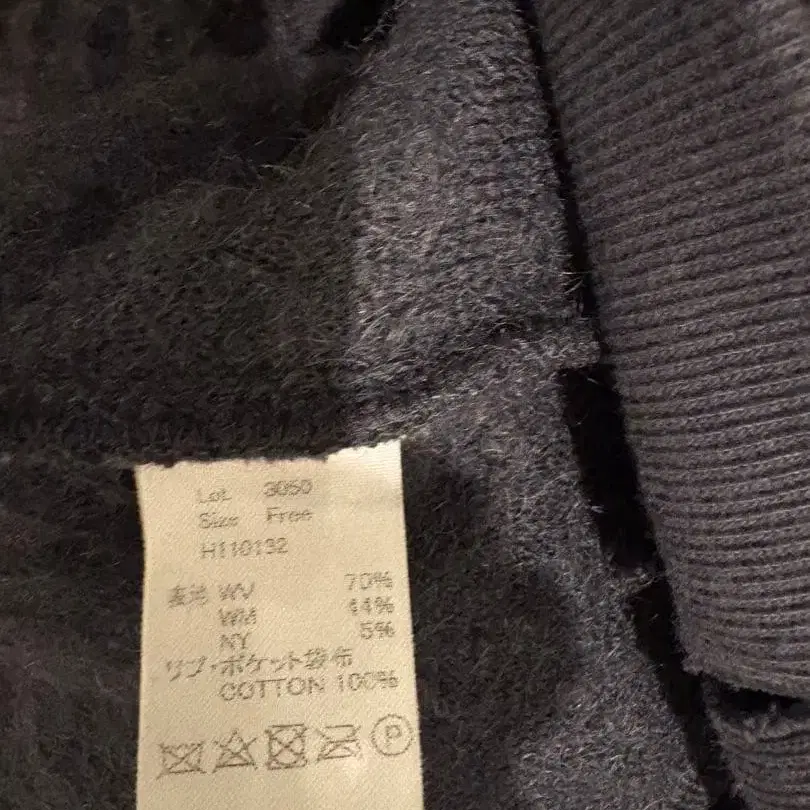 Lot 3050
Size Free
H110132
表地 WV 70%
WM 44%
NY 5%
リブ・ポケット袋布
COTTON 100%
P